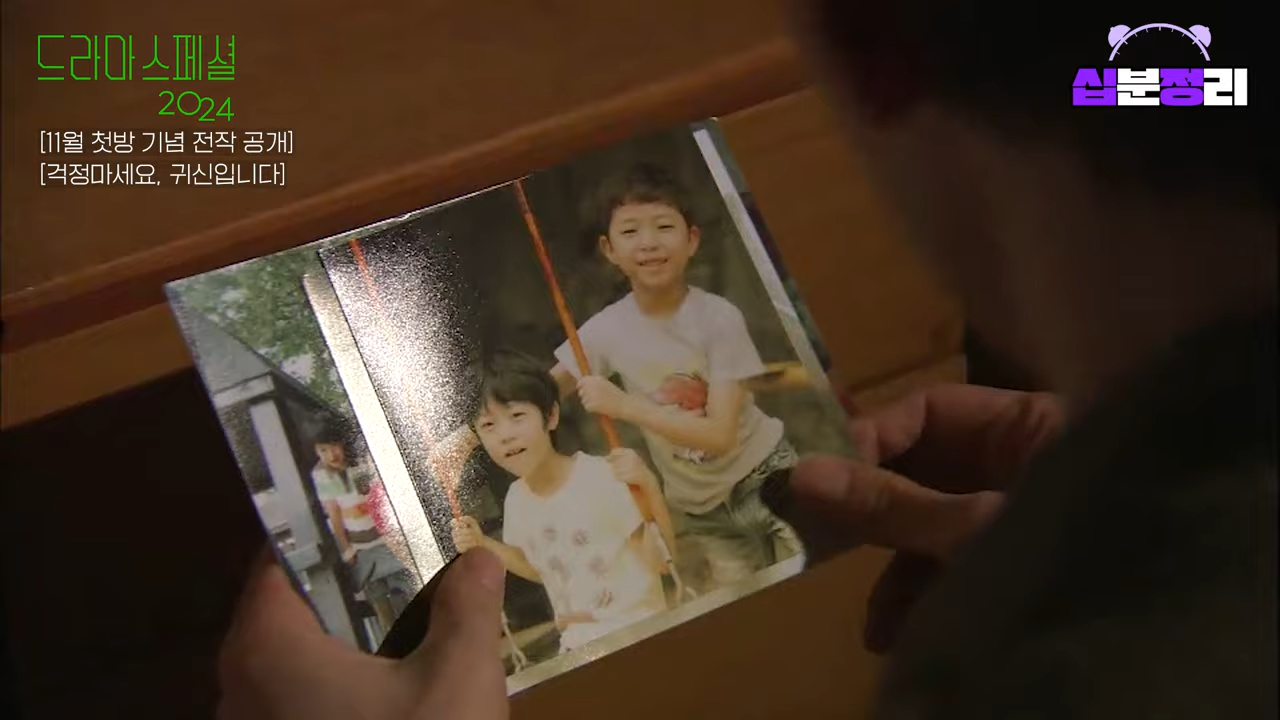 드라마 스페셜
2024
[11월 첫방 기념 전작 공개]
[걱정마세요, 귀신입니다]
십분정리